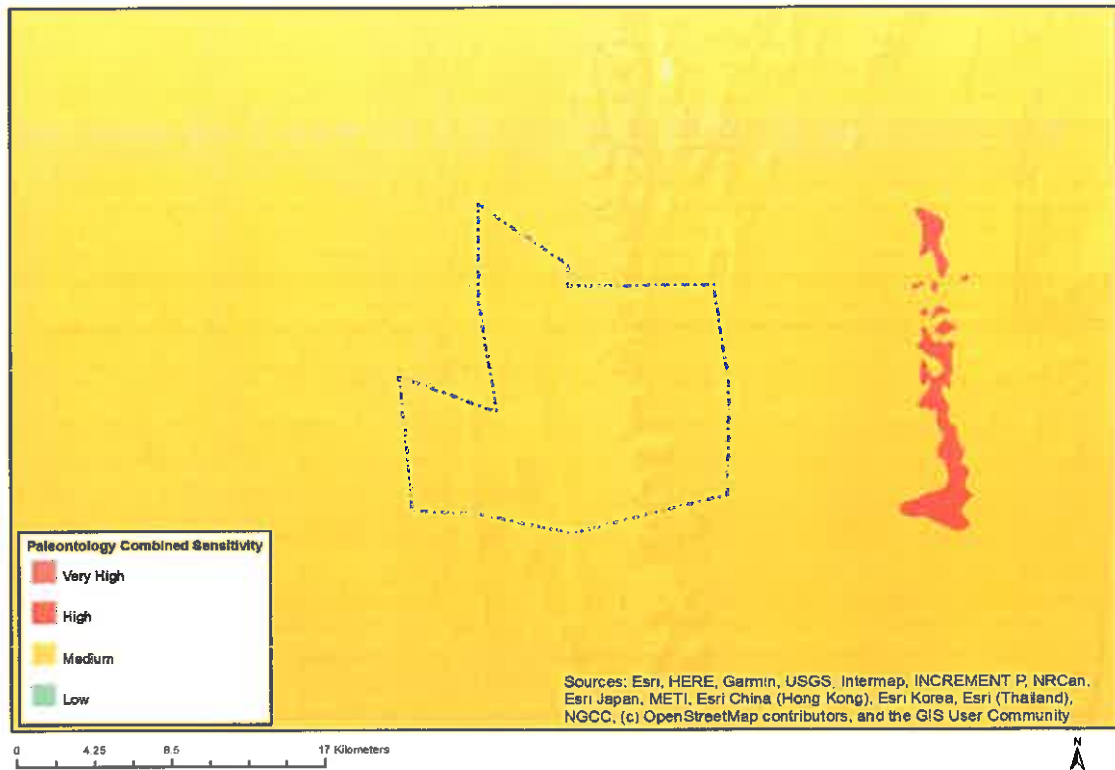 Paleontology Combined Sensitivity
Very High
High
Medium
Low
Sources: Esri, HERE, Garmin, USGS, Intermap, INCREMENT P, NRCan,
Esri Japan, METI, Esri China (Hong Kong), Esri Korea, Esri (Thailand),
NGCC, (c) OpenStreetMap contributors, and the GIS User Community
0 4.25 8.5 17 Kilometers
N